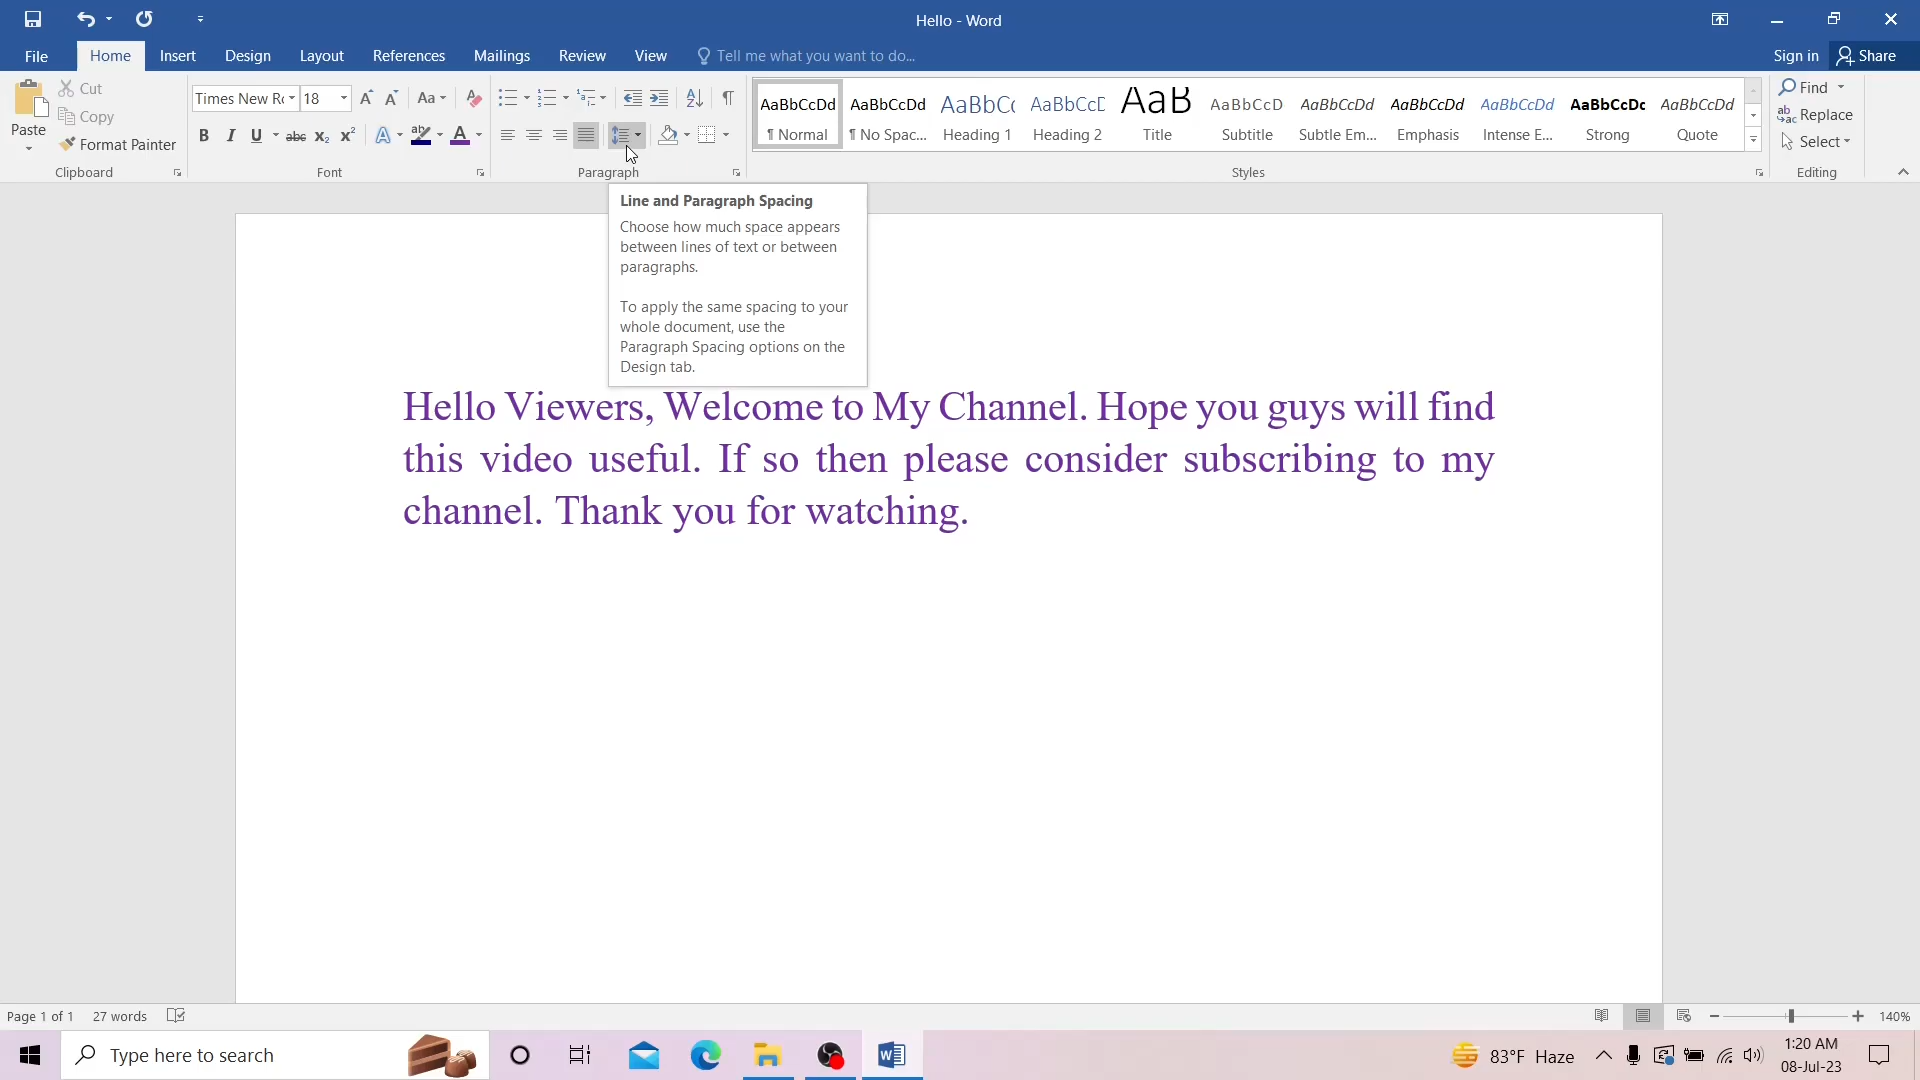 Hello - Word
File Home Insert Design Layout References Mailings Review View Tell me what you want to do... Sign in Share
Paste
Cut
Copy
Format Painter
Clipboard
Times New Ro 18
Aa
B I U abc X₂ X² A ab A
Font
Paragraph
AaBbCcDd AaBbCcDd AaBbCc AaBbCcE AaB AaBbCcD AaBbCcDd AaBbCcDd AaBbCcDd AaBbCcDc AaBbCcDd
¶ Normal ¶ No Spac... Heading 1 Heading 2 Title Subtitle Subtle Em... Emphasis Intense E... Strong Quote
Styles
Find
Replace
Select
Editing
Line and Paragraph Spacing
Choose how much space appears
between lines of text or between
paragraphs.
To apply the same spacing to your
whole document, use the
Paragraph Spacing options on the
Design tab.
Hello Viewers, Welcome to My Channel. Hope you guys will find
this video useful. If so then please consider subscribing to my
channel. Thank you for watching.
Page 1 of 1 27 words 140%
Type here to search
83°F Haze
1:20 AM
08-Jul-23